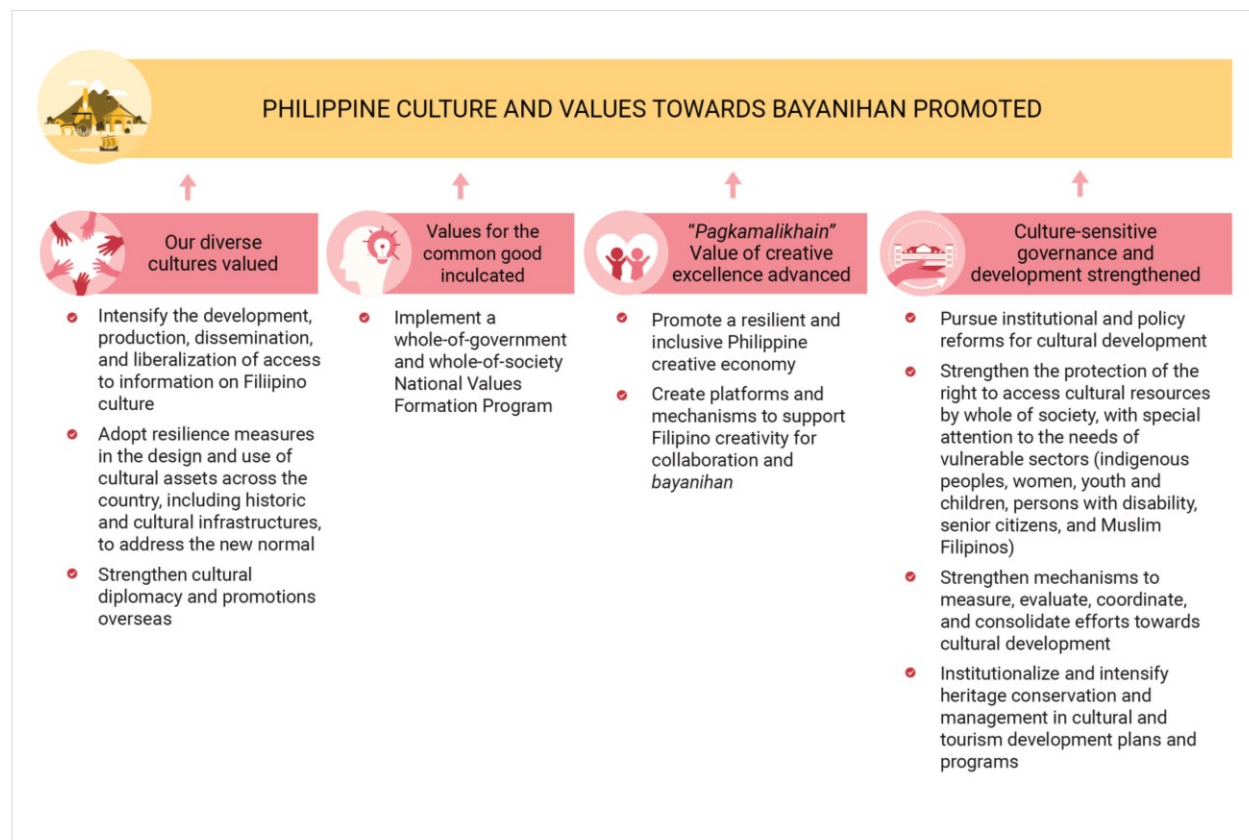 PHILIPPINE CULTURE AND VALUES TOWARDS BAYANIHAN PROMOTED
Our diverse
cultures valued
Intensify the development,
production, dissemination,
and liberalization of access
to information on Filiipino
culture
Adopt resilience measures
in the design and use of
cultural assets across the
country, including historic
and cultural infrastructures,
to address the new normal
Strengthen cultural
diplomacy and promotions
overseas
Values for the
common good
inculcated
Implement a
whole-of-government
and whole-of-society
National Values
Formation Program
"Pagkamalikhain"
Value of creative
excellence advanced
Promote a resilient and
inclusive Philippine
creative economy
Create platforms and
mechanisms to support
Filipino creativity for
collaboration and
bayanihan
Culture-sensitive
governance and
development strengthened
Pursue institutional and policy
reforms for cultural development
Strengthen the protection of the
right to access cultural resources
by whole of society, with special
attention to the needs of
vulnerable sectors (indigenous
peoples, women, youth and
children, persons with disability,
senior citizens, and Muslim
Filipinos)
Strengthen mechanisms to
measure, evaluate, coordinate,
and consolidate efforts towards
cultural development
Institutionalize and intensify
heritage conservation and
management in cultural and
tourism development plans and
programs